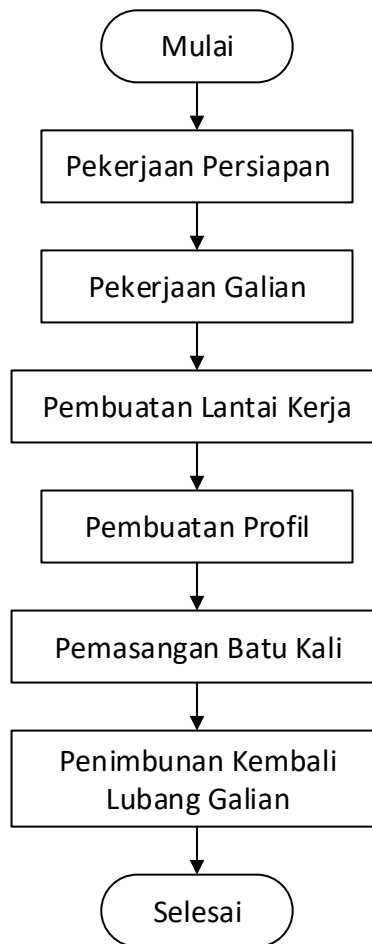 Mulai
Pekerjaan Persiapan
Pekerjaan Galian
Pembuatan Lantai Kerja
Pembuatan Profil
Pemasangan Batu Kali
Penimbunan Kembali
Lubang Galian
Selesai